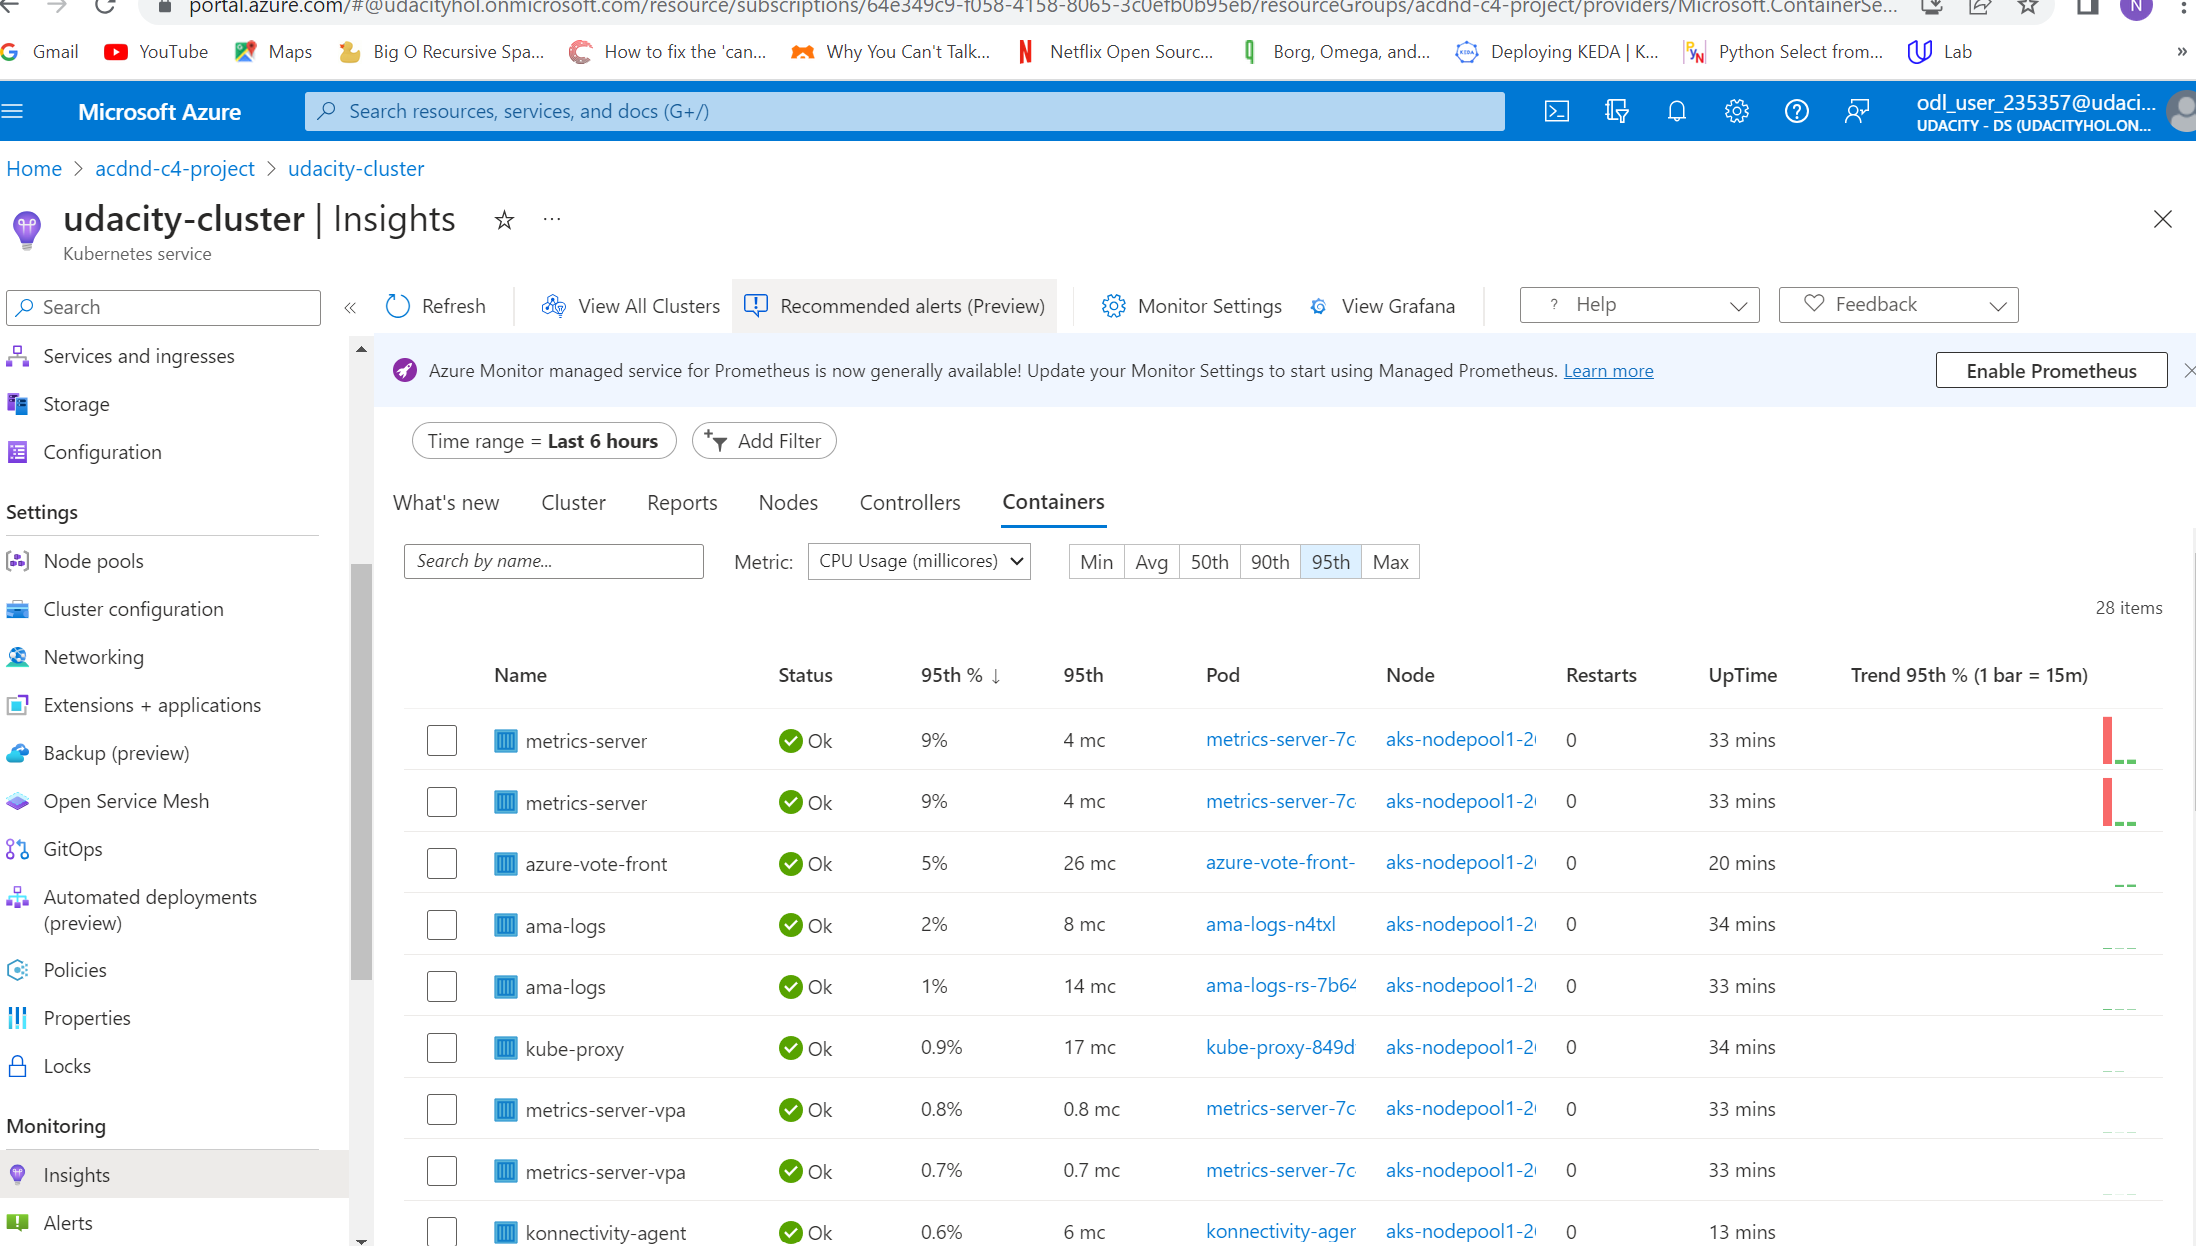 portal.azure.com/#@udacityhol.onmicrosoft.com/resource/subscriptions/64e349c9-f058-4158-8065-3c0efb0b95eb/resourceGroups/acdnd-c4-project/providers/Microsoft.ContainerSe...
N
Gmail YouTube Maps Big O Recursive Spa... How to fix the 'can... Why You Can't Talk... Netflix Open Sourc... Borg, Omega, and... Deploying KEDA | K... Python Select from... Lab »
Microsoft Azure
Search resources, services, and docs (G+/)
odl_user_235357@udaci...
UDACITY - DS (UDACITYHOL.ON...
Home > acdnd-c4-project > udacity-cluster
udacity-cluster | Insights ☆ ...
Kubernetes service
Search «
Refresh View All Clusters Recommended alerts (Preview) Monitor Settings View Grafana ? Help Feedback
Services and ingresses
Storage
Configuration
Settings
Node pools
Cluster configuration
Networking
Extensions + applications
Backup (preview)
Open Service Mesh
GitOps
Automated deployments
(preview)
Policies
Properties
Locks
Monitoring
Insights
Alerts
Azure Monitor managed service for Prometheus is now generally available! Update your Monitor Settings to start using Managed Prometheus. Learn more
Enable Prometheus
Time range = Last 6 hours Add Filter
What's new Cluster Reports Nodes Controllers Containers
Search by name... Metric: CPU Usage (millicores) Min Avg 50th 90th 95th Max
28 items
Name Status 95th % ↓ 95th Pod Node Restarts UpTime Trend 95th % (1 bar = 15m)
metrics-server Ok 9% 4 mc metrics-server-7c aks-nodepool1-2 0 33 mins
metrics-server Ok 9% 4 mc metrics-server-7c aks-nodepool1-2 0 33 mins
azure-vote-front Ok 5% 26 mc azure-vote-front- aks-nodepool1-2 0 20 mins
ama-logs Ok 2% 8 mc ama-logs-n4txl aks-nodepool1-2 0 34 mins
ama-logs Ok 1% 14 mc ama-logs-rs-7b64 aks-nodepool1-2 0 33 mins
kube-proxy Ok 0.9% 17 mc kube-proxy-849d aks-nodepool1-2 0 34 mins
metrics-server-vpa Ok 0.8% 0.8 mc metrics-server-7c aks-nodepool1-2 0 33 mins
metrics-server-vpa Ok 0.7% 0.7 mc metrics-server-7c aks-nodepool1-2 0 33 mins
konnectivity-agent Ok 0.6% 6 mc konnectivity-ager aks-nodepool1-2 0 13 mins